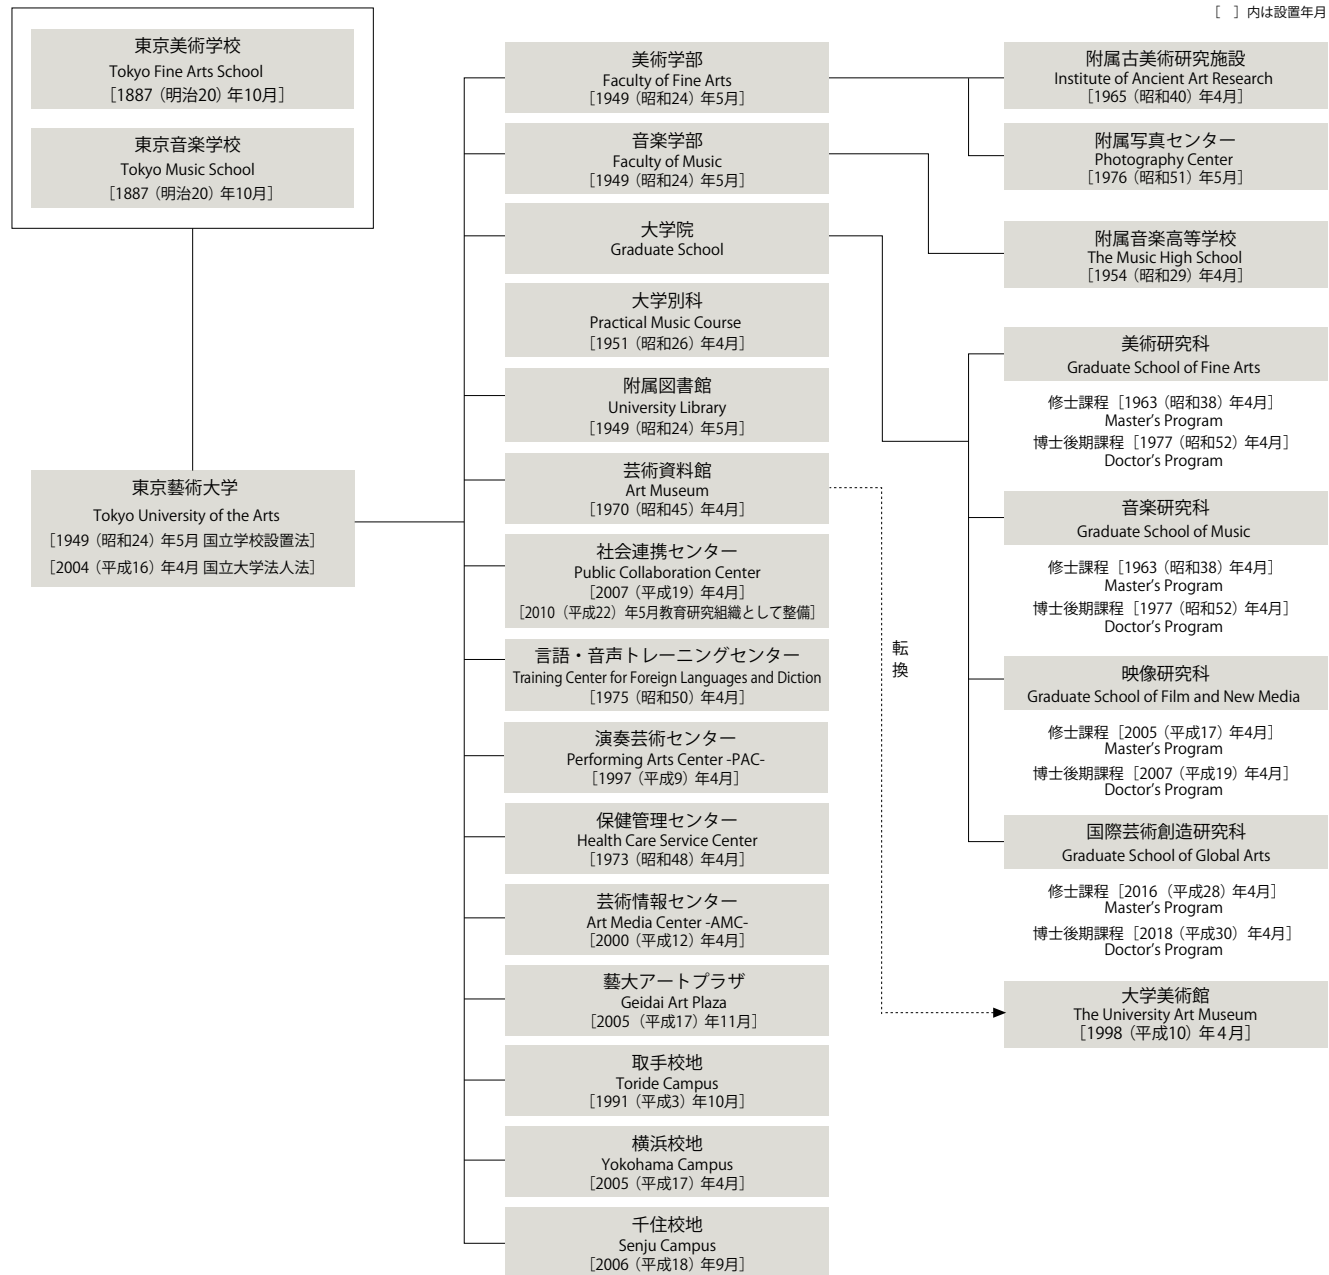 ［　］内は設置年月
東京美術学校
Tokyo Fine Arts School
［1887（明治20）年10月］
東京音楽学校
Tokyo Music School
［1887（明治20）年10月］
東京藝術大学
Tokyo University of the Arts
［1949（昭和24）年5月 国立学校設置法］
［2004（平成16）年4月 国立大学法人法］
美術学部
Faculty of Fine Arts
［1949（昭和24）年5月］
音楽学部
Faculty of Music
［1949（昭和24）年5月］
大学院
Graduate School
大学別科
Practical Music Course
［1951（昭和26）年4月］
附属図書館
University Library
［1949（昭和24）年5月］
芸術資料館
Art Museum
［1970（昭和45）年4月］
社会連携センター
Public Collaboration Center
［2007（平成19）年4月］
［2010（平成22）年5月教育研究組織として整備］
言語・音声トレーニングセンター
Training Center for Foreign Languages and Diction
［1975（昭和50）年4月］
演奏芸術センター
Performing Arts Center -PAC-
［1997（平成9）年4月］
保健管理センター
Health Care Service Center
［1973（昭和48）年4月］
芸術情報センター
Art Media Center -AMC-
［2000（平成12）年4月］
藝大アートプラザ
Geidai Art Plaza
［2005（平成17）年11月］
取手校地
Toride Campus
［1991（平成3）年10月］
横浜校地
Yokohama Campus
［2005（平成17）年4月］
千住校地
Senju Campus
［2006（平成18）年9月］
転換
附属古美術研究施設
Institute of Ancient Art Research
［1965（昭和40）年4月］
附属写真センター
Photography Center
［1976（昭和51）年5月］
附属音楽高等学校
The Music High School
［1954（昭和29）年4月］
美術研究科
Graduate School of Fine Arts
修士課程［1963（昭和38）年4月］
Master's Program
博士後期課程［1977（昭和52）年4月］
Doctor's Program
音楽研究科
Graduate School of Music
修士課程［1963（昭和38）年4月］
Master's Program
博士後期課程［1977（昭和52）年4月］
Doctor's Program
映像研究科
Graduate School of Film and New Media
修士課程［2005（平成17）年4月］
Master's Program
博士後期課程［2007（平成19）年4月］
Doctor's Program
国際芸術創造研究科
Graduate School of Global Arts
修士課程［2016（平成28）年4月］
Master's Program
博士後期課程［2018（平成30）年4月］
Doctor's Program
大学美術館
The University Art Museum
［1998（平成10）年4月］